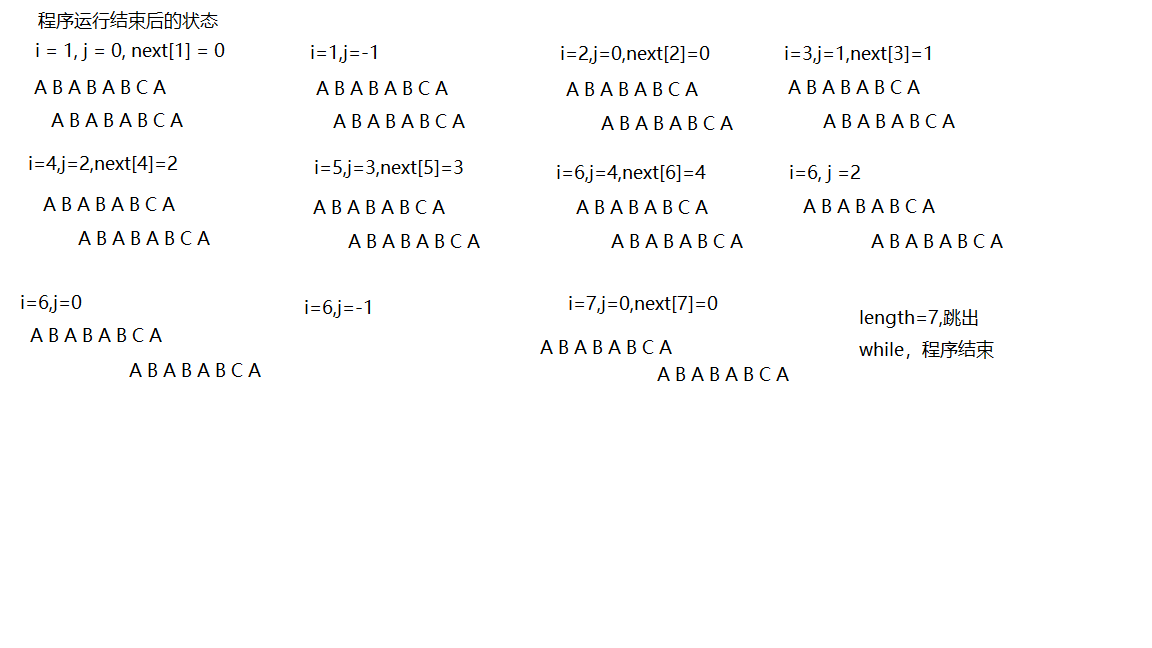 程序运行结束后的状态
i = 1, j = 0, next[1] = 0
A B A B A B C A
A B A B A B C A
i=1,j=-1
A B A B A B C A
A B A B A B C A
i=2,j=0,next[2]=0
A B A B A B C A
A B A B A B C A
i=3,j=1,next[3]=1
A B A B A B C A
A B A B A B C A
i=4,j=2,next[4]=2
A B A B A B C A
A B A B A B C A
i=5,j=3,next[5]=3
A B A B A B C A
A B A B A B C A
i=6,j=4,next[6]=4
A B A B A B C A
A B A B A B C A
i=6, j =2
A B A B A B C A
A B A B A B C A
i=6,j=0
A B A B A B C A
A B A B A B C A
i=6,j=-1
i=7,j=0,next[7]=0
A B A B A B C A
A B A B A B C A
length=7,跳出
while，程序结束